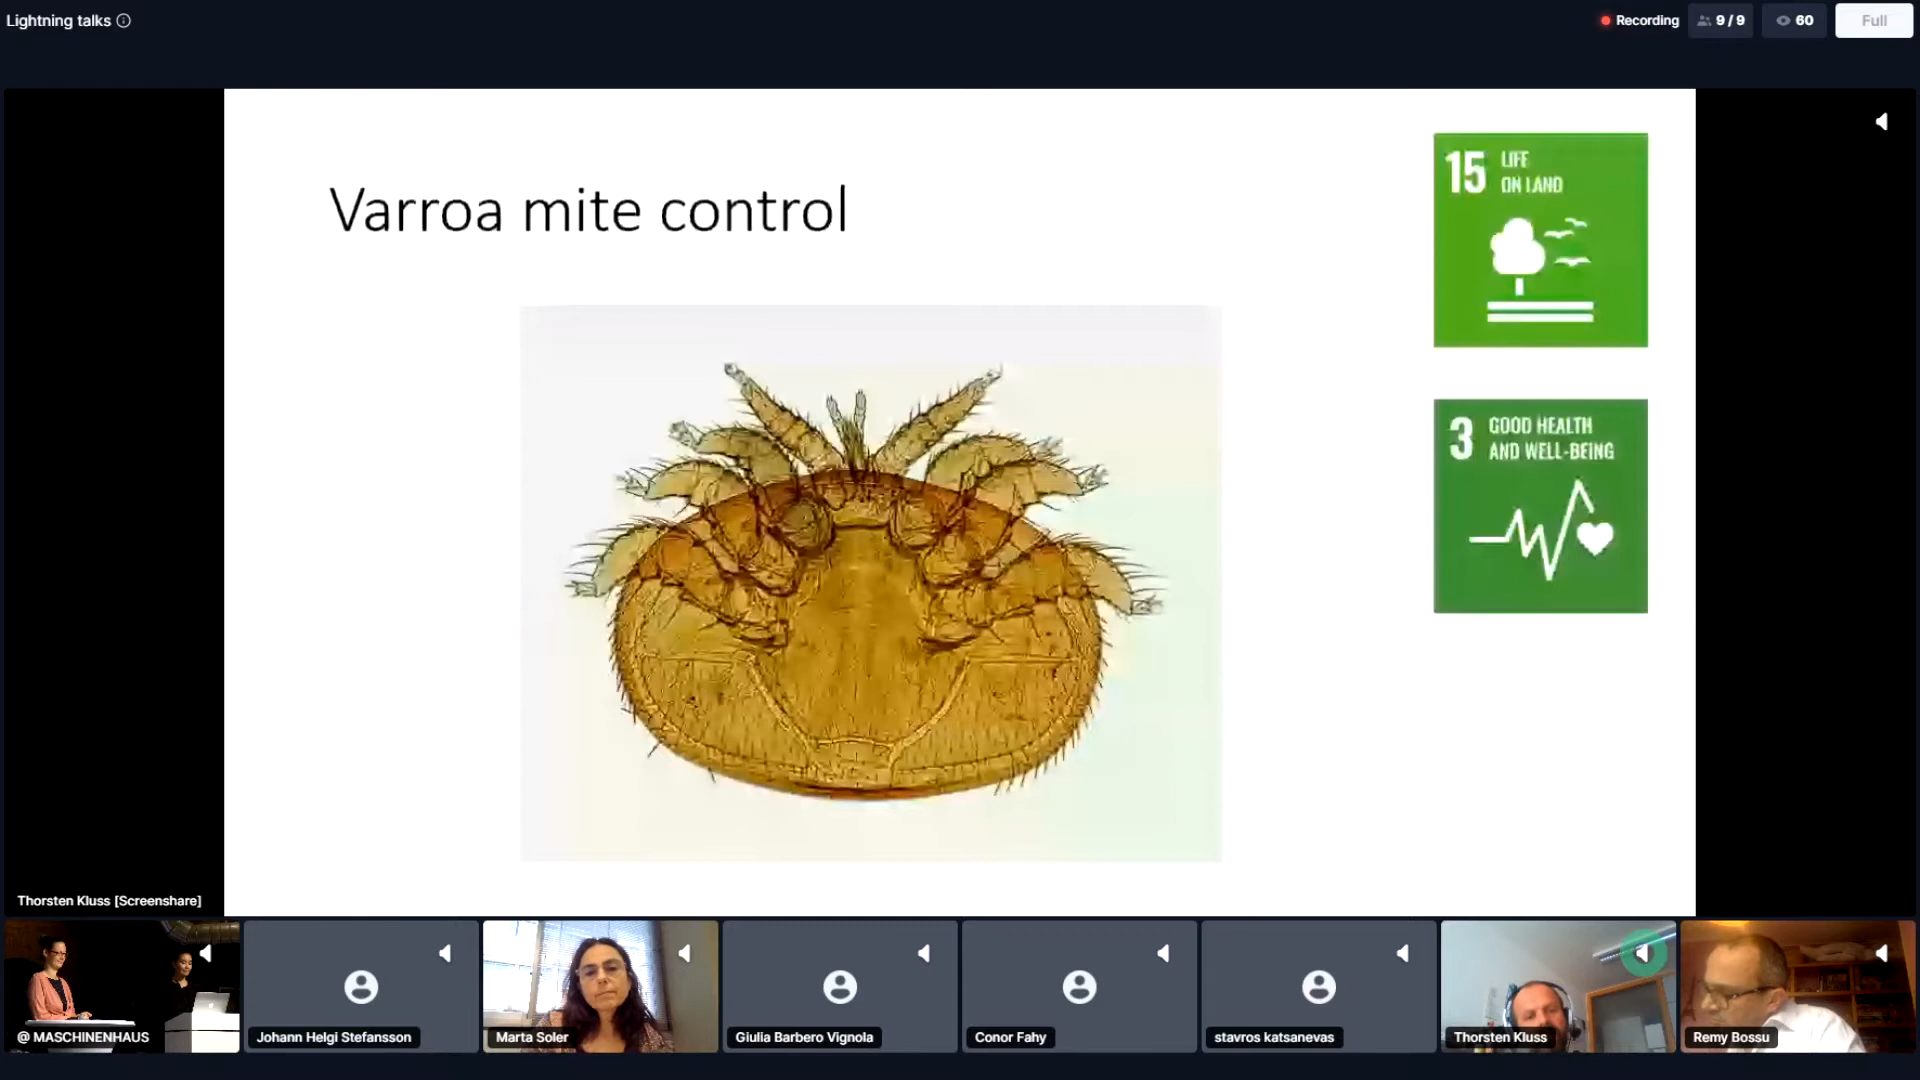 Lightning talks
Recording
9 / 9
60
Full
Varroa mite control
15 LIFE
ON LAND
3 GOOD HEALTH
AND WELL-BEING
Thorsten Kluss [Screenshare]
@ MASCHINENHAUS
Johann Helgi Stefansson
Marta Soler
Giulia Barbero Vignola
Conor Fahy
stavros katsanevas
Thorsten Kluss
Remy Bossu